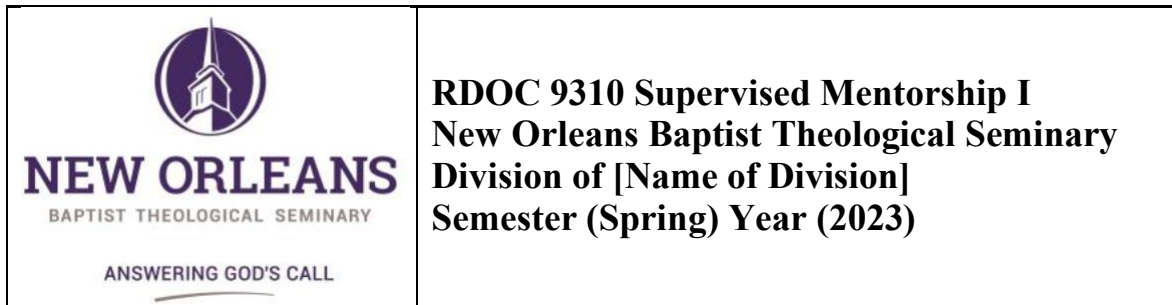 NEW ORLEANS
BAPTIST THEOLOGICAL SEMINARY
ANSWERING GOD'S CALL
RDOC 9310 Supervised Mentorship I
New Orleans Baptist Theological Seminary
Division of [Name of Division]
Semester (Spring) Year (2023)